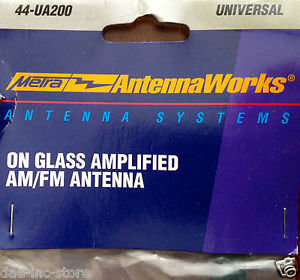 44-UA200 UNIVERSAL
Metra AntennaWorks®
ANTENNA SYSTEMS
ON GLASS AMPLIFIED
AM/FM ANTENNA
dae-inc-store